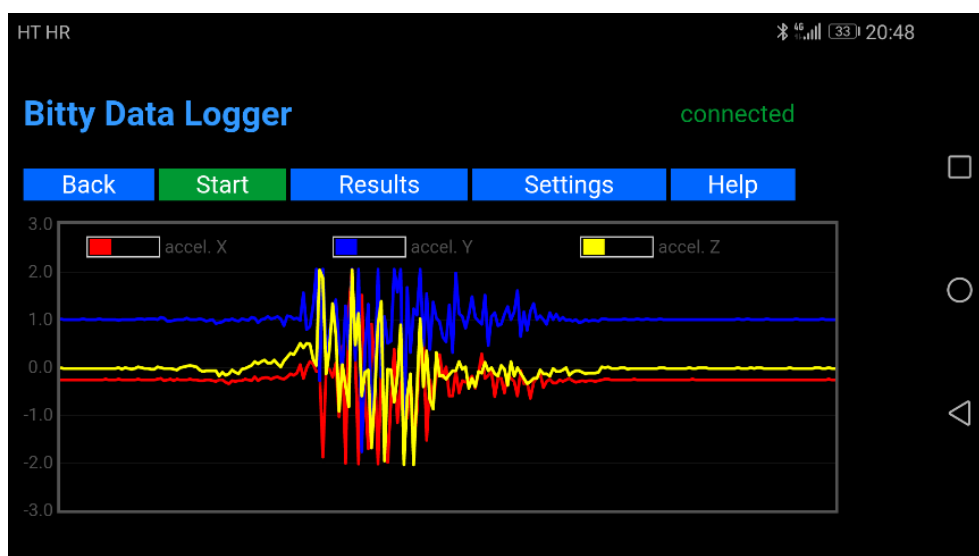 HT HR 4G 33 20:48
Bitty Data Logger connected
Back Start Results Settings Help
3.0
accel. X accel. Y accel. Z
2.0
1.0
0.0
-1.0
-2.0
-3.0